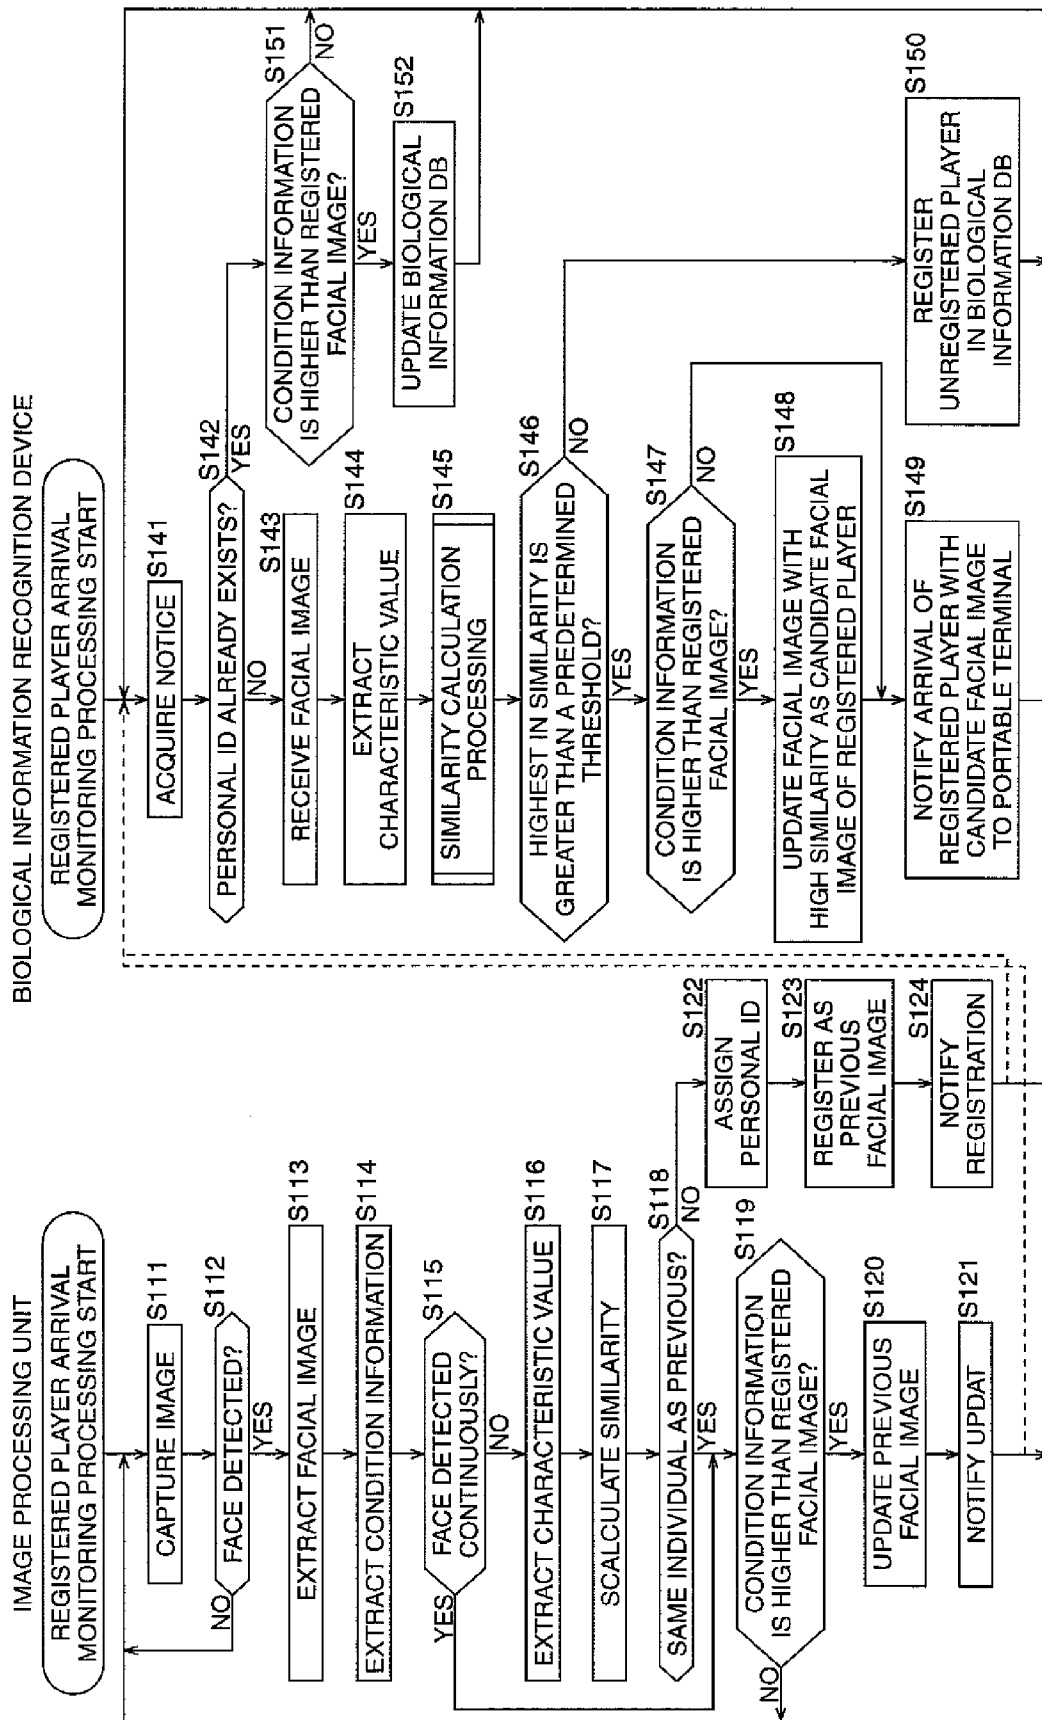 IMAGE PROCESSING UNIT
REGISTERED PLAYER ARRIVAL
MONITORING PROCESSING START
CAPTURE IMAGE
S111
FACE DETECTED?
S112
NO
YES
EXTRACT FACIAL IMAGE
S113
EXTRACT CONDITION INFORMATION
S114
FACE DETECTED
CONTINUOUSLY?
S115
YES
NO
EXTRACT CHARACTERISTIC VALUE
S116
SCALCULATE SIMILARITY
S117
SAME INDIVIDUAL AS PREVIOUS?
S118
NO
YES
CONDITION INFORMATION
IS HIGHER THAN REGISTERED
FACIAL IMAGE?
S119
NO
YES
UPDATE PREVIOUS
FACIAL IMAGE
S120
NOTIFY UPDAT
S121
ASSIGN
PERSONAL ID
S122
REGISTER AS
PREVIOUS
FACIAL IMAGE
S123
NOTIFY
REGISTRATION
S124
BIOLOGICAL INFORMATION RECOGNITION DEVICE
REGISTERED PLAYER ARRIVAL
MONITORING PROCESSING START
ACQUIRE NOTICE
S141
PERSONAL ID ALREADY EXISTS?
S142
YES
NO
RECEIVE FACIAL IMAGE
S143
EXTRACT
CHARACTERISTIC VALUE
S144
SIMILARITY CALCULATION
PROCESSING
S145
HIGHEST IN SIMILARITY IS
GREATER THAN A PREDETERMINED
THRESHOLD?
S146
NO
YES
CONDITION INFORMATION
IS HIGHER THAN REGISTERED
FACIAL IMAGE?
S147
NO
YES
UPDATE FACIAL IMAGE WITH
HIGH SIMILARITY AS CANDIDATE FACIAL
IMAGE OF REGISTERED PLAYER
S148
NOTIFY ARRIVAL OF
REGISTERED PLAYER WITH
CANDIDATE FACIAL IMAGE
TO PORTABLE TERMINAL
S149
REGISTER
UNREGISTERED PLAYER
IN BIOLOGICAL
INFORMATION DB
S150
CONDITION INFORMATION
IS HIGHER THAN REGISTERED
FACIAL IMAGE?
S151
NO
YES
UPDATE BIOLOGICAL
INFORMATION DB
S152